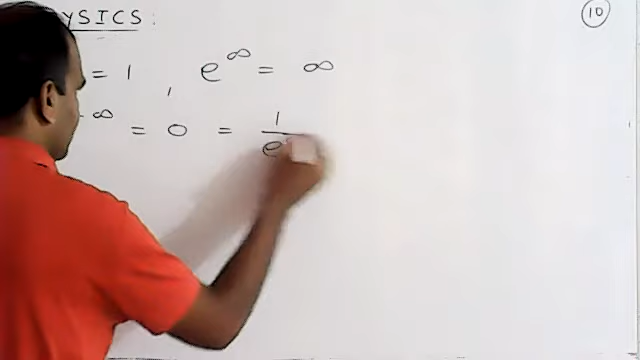 YSICS: 10
= 1 , e^∞ = ∞
-∞ = 0 = 1/e